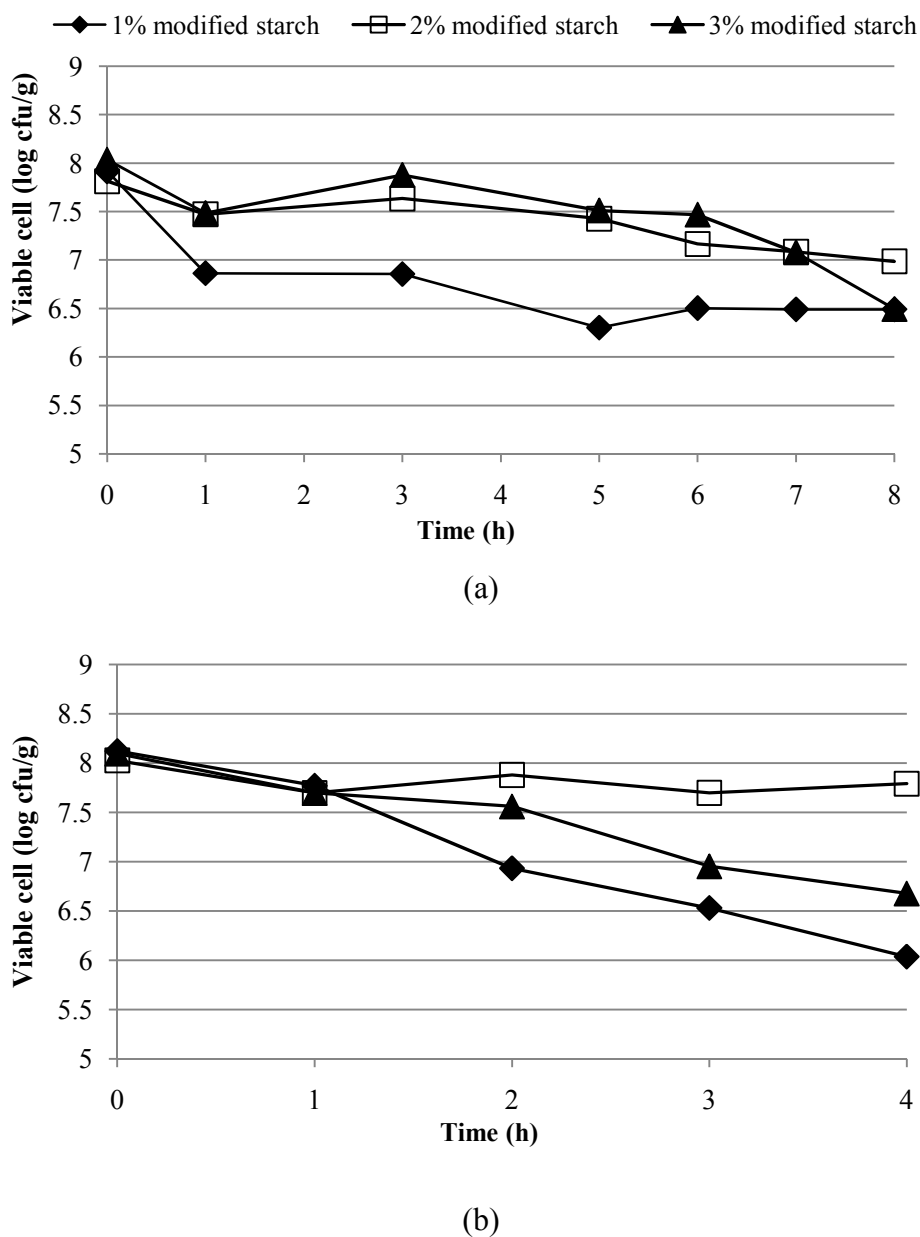 1% modified starch 2% modified starch 3% modified starch
9
8.5
8
7.5
7
6.5
6
5.5
5
Viable cell (log cfu/g)
0 1 2 3 4 5 6 7 8
Time (h)
(a)
9
8.5
8
7.5
7
6.5
6
5.5
5
Viable cell (log cfu/g)
0 1 2 3 4
Time (h)
(b)